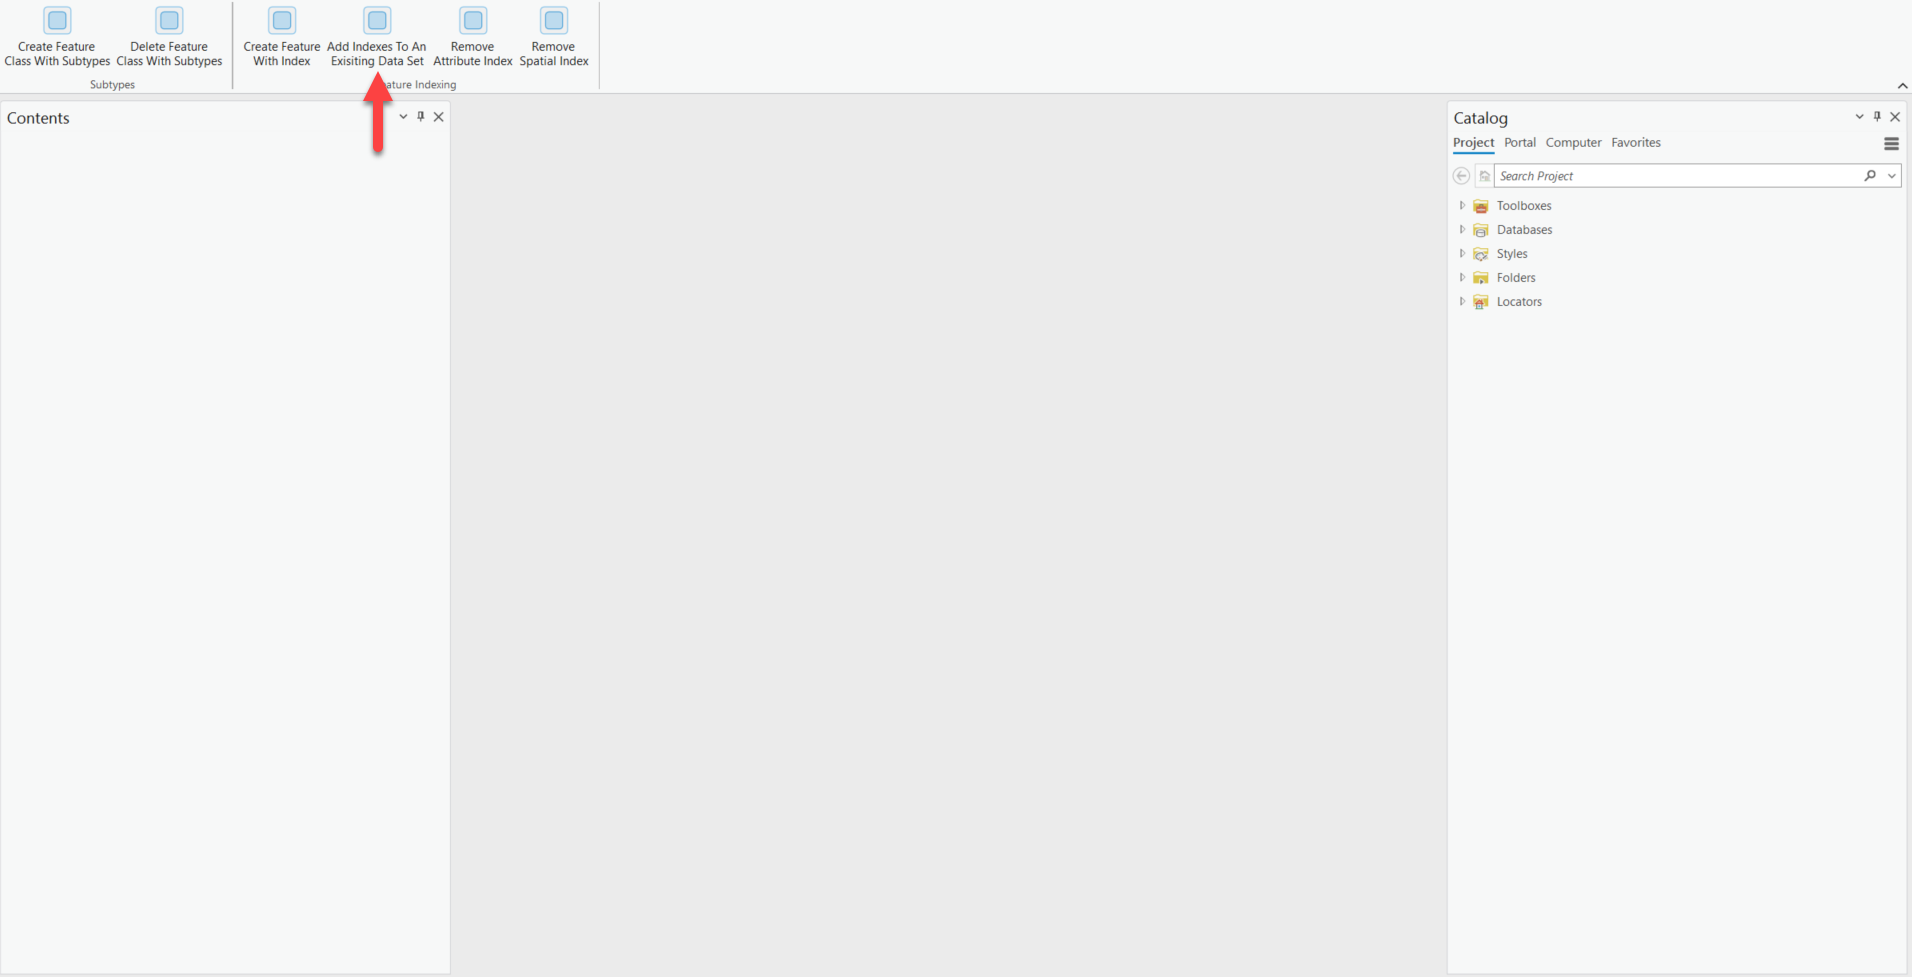 Create Feature
Class With Subtypes
Delete Feature
Class With Subtypes
Subtypes
Create Feature
With Index
Add Indexes To An
Exisiting Data Set
Remove
Attribute Index
Remove
Spatial Index
Indexing
Contents
Catalog
Project Portal Computer Favorites
Search Project
Toolboxes
Databases
Styles
Folders
Locators